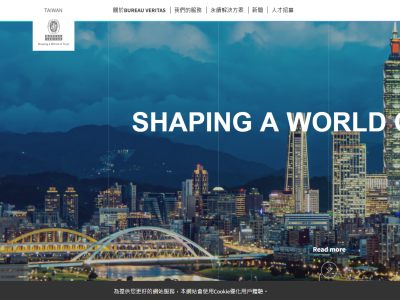 TAIWAN
關於BUREAU VERITAS
我們的服務
永續解決方案
新聞
人才招募
Shaping a World of Trust
SHAPING A WORLD
Read more
為提供您更好的網站服務，本網站會使用Cookie優化用戶體驗。